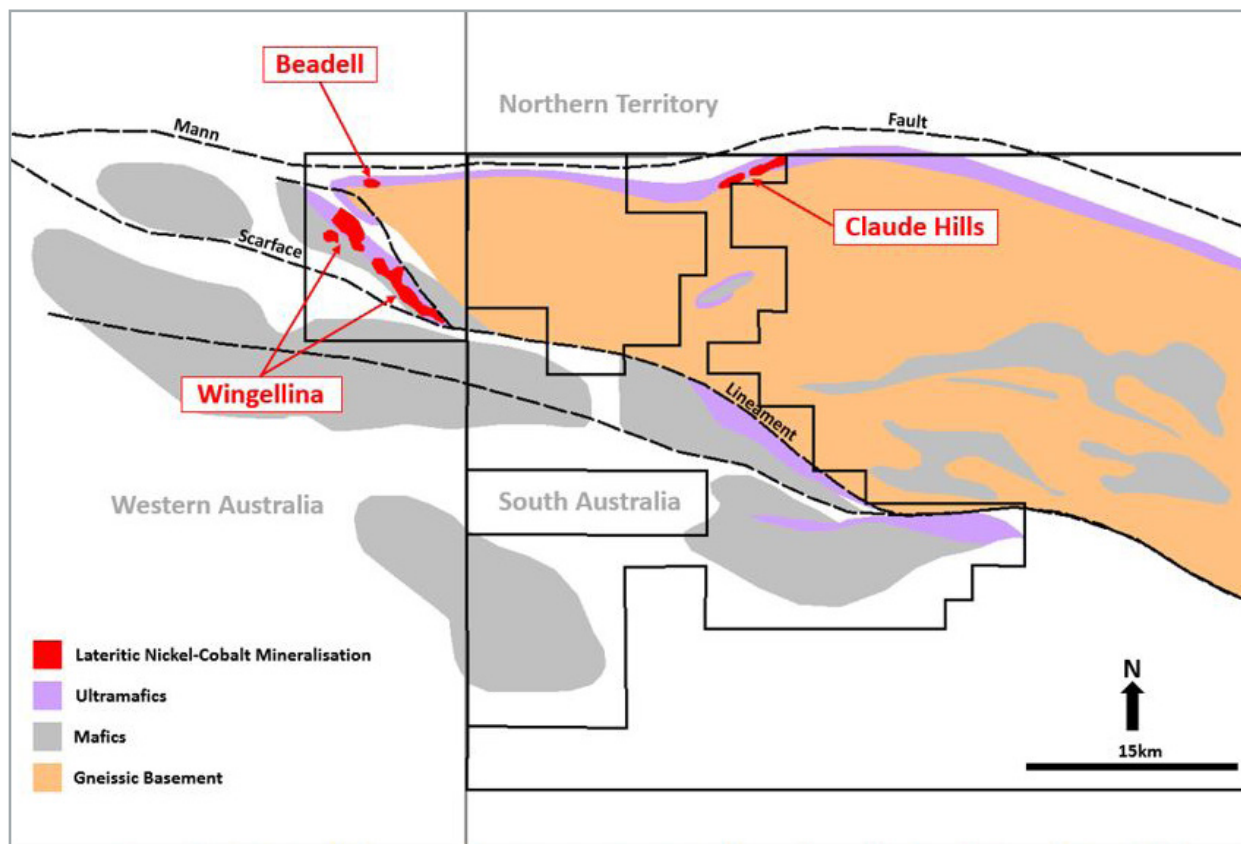 Beadell
Northern Territory
Mann
Fault
Claude Hills
Scarface
Wingellina
Lineament
Western Australia
South Australia
Lateritic Nickel-Cobalt Mineralisation
Ultramafics
Mafics
Gneissic Basement
N
15km